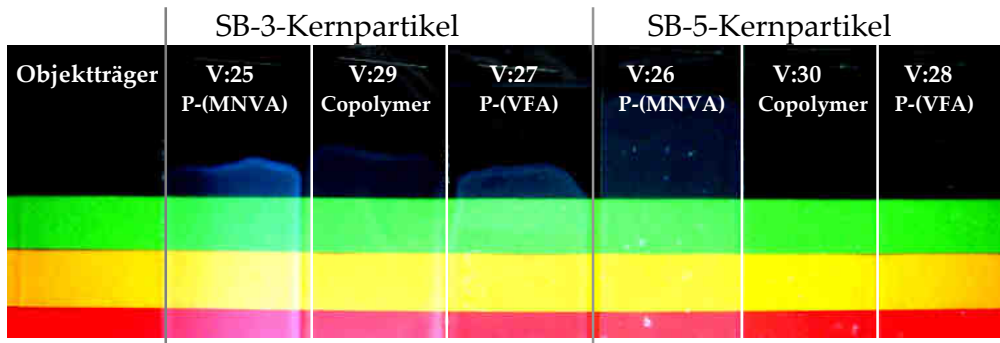 SB-3-Kernpartikel
SB-5-Kernpartikel
Objektträger
V:25
P-(MNVA)
V:29
Copolymer
V:27
P-(VFA)
V:26
P-(MNVA)
V:30
Copolymer
V:28
P-(VFA)